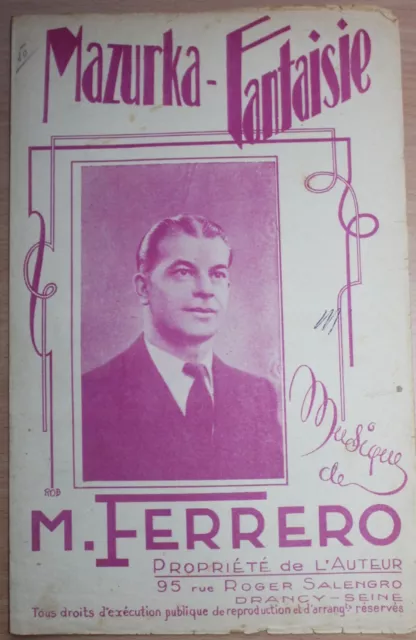 Mazurka - Fantaisie
Musique
de
ROD
M. FERRERO
PROPRIÉTÉ de L'AUTEUR
95 rue ROGER SALENGRO
DRANCY - SEINE
Tous droits d'exécution publique de reproduction et d'arrangts réservés